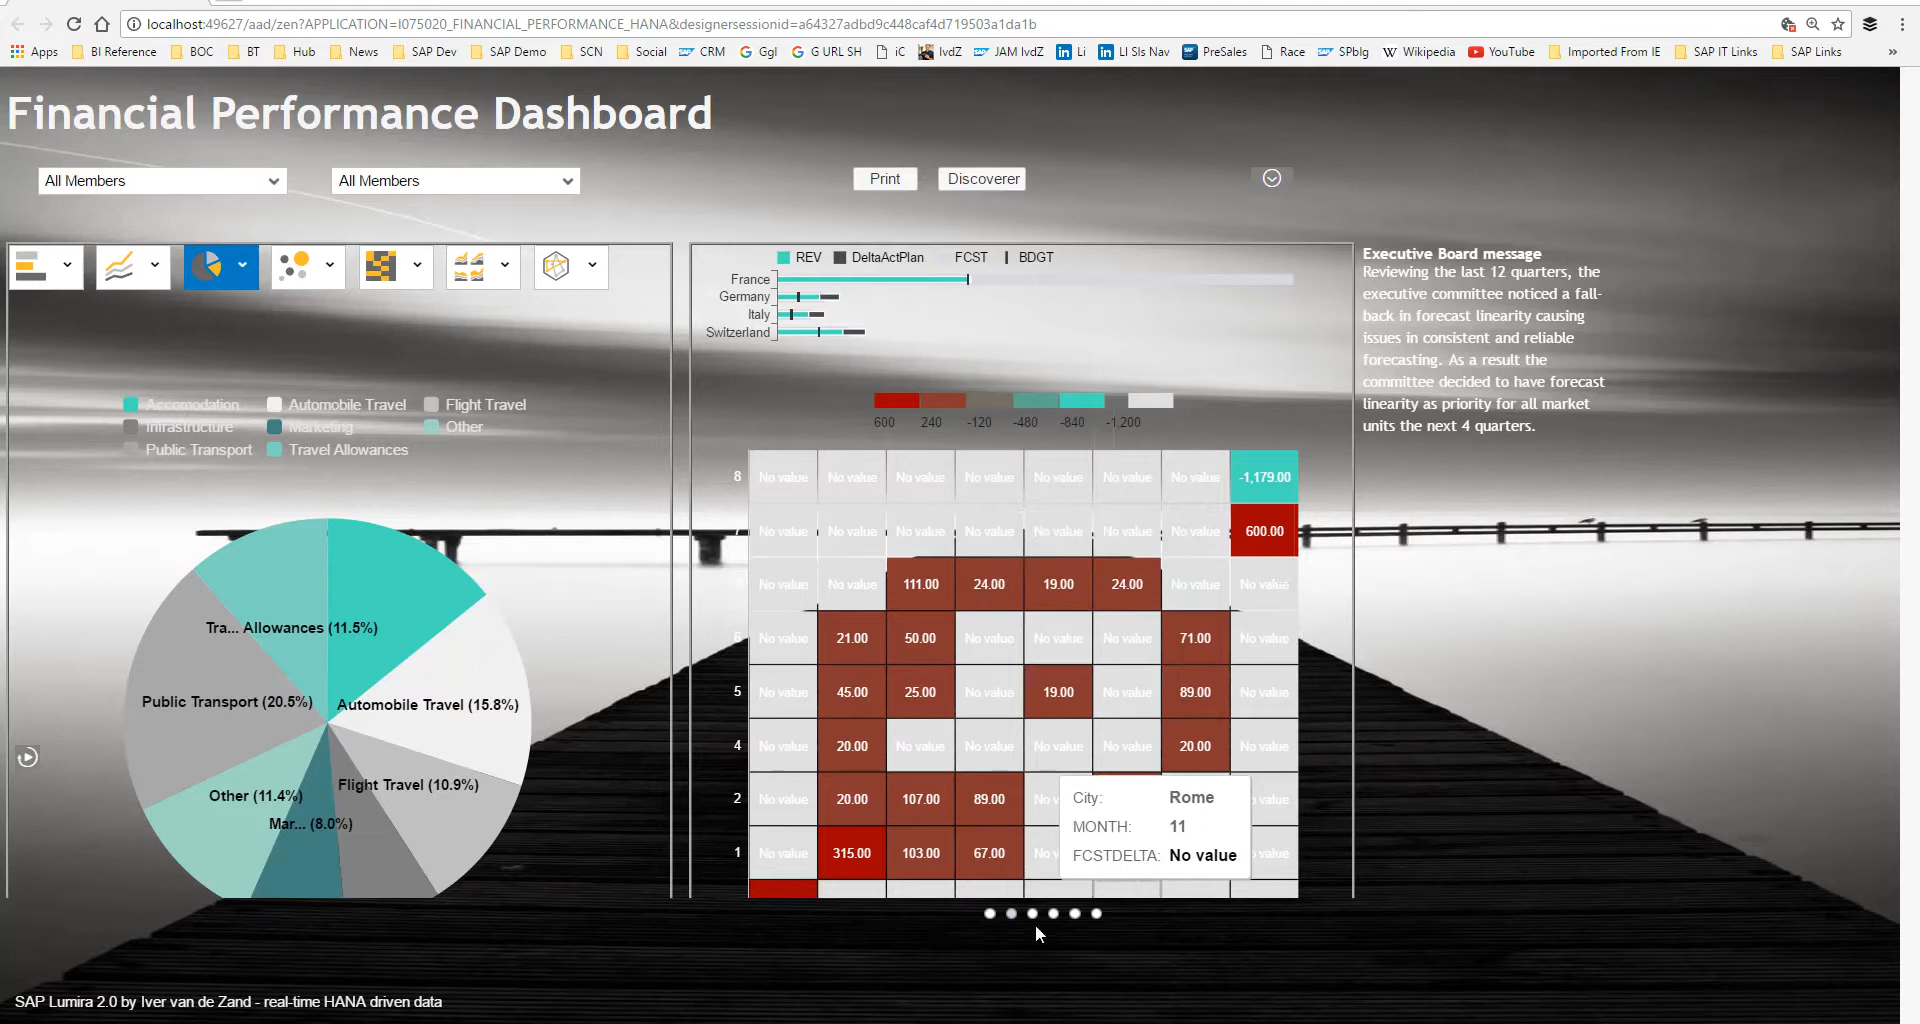 localhost:49627/aad/zen?APPLICATION=I075020_FINANCIAL_PERFORMANCE_HANA&designersessionid=a64327adbd9c448caf4d719503a1da1b
Apps BI Reference BOC BT Hub News SAP Dev SAP Demo SCN Social CRM Ggl G URL SH iC IvdZ JAM IvdZ Li LI Sls Nav PreSales Race SPblg Wikipedia YouTube Imported From IE SAP IT Links SAP Links »
Financial Performance Dashboard
All Members All Members Print Discoverer
REV DeltaActPlan FCST BDGT
France
Germany
Italy
Switzerland
Executive Board message
Reviewing the last 12 quarters, the
executive committee noticed a fall-
back in forecast linearity causing
issues in consistent and reliable
forecasting. As a result the
committee decided to have forecast
linearity as priority for all market
units the next 4 quarters.
Accomodation Automobile Travel Flight Travel
Infrastructure Marketing Other
Public Transport Travel Allowances
Tra... Allowances (11.5%)
Public Transport (20.5%) Automobile Travel (15.8%)
Flight Travel (10.9%)
Other (11.4%)
Mar... (8.0%)
600 240 -120 -480 -840 -1,200
8 No value No value No value No value No value No value No value -1,179.00
No value No value No value No value No value No value No value 600.00
No value No value 111.00 24.00 19.00 24.00 No value No value
6 No value 21.00 50.00 No value No value No value 71.00 No value
5 No value 45.00 25.00 No value 19.00 No value 89.00 No value
4 No value 20.00 No value No value No value No value 20.00 No value
2 No value 20.00 107.00 89.00 No v value
1 No value 315.00 103.00 67.00 No v value
City: Rome
MONTH: 11
FCSTDELTA: No value
SAP Lumira 2.0 by Iver van de Zand - real-time HANA driven data